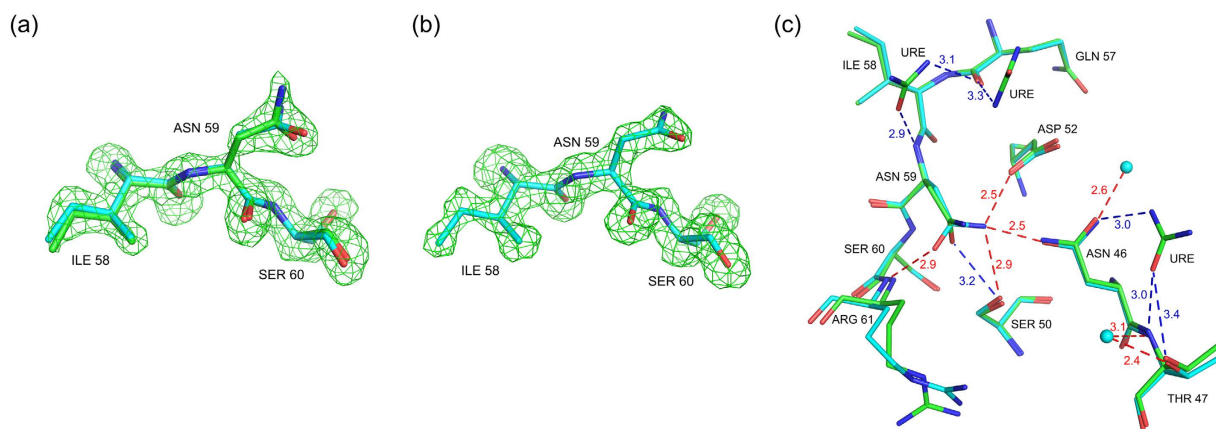 (a)
ASN 59
ILE 58
SER 60
(b)
ASN 59
ILE 58
SER 60
(c)
URE
ILE 58
3.1
GLN 57
3.3
URE
2.9
ASP 52
ASN 59
2.5
2.6
2.5
3.0
ASN 46
SER 60
2.9
3.2
2.9
URE
3.0
3.4
ARG 61
SER 50
3.1
2.4
THR 47